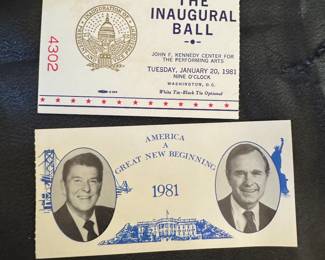 THE
INAUGURAL
BALL
JOHN F. KENNEDY CENTER FOR
THE PERFORMING ARTS
TUESDAY, JANUARY 20, 1981
NINE O'CLOCK
WASHINGTON, D.C.
White Tie-Black Tie Optional
4302
AMERICA
A GREAT NEW BEGINNING
1981